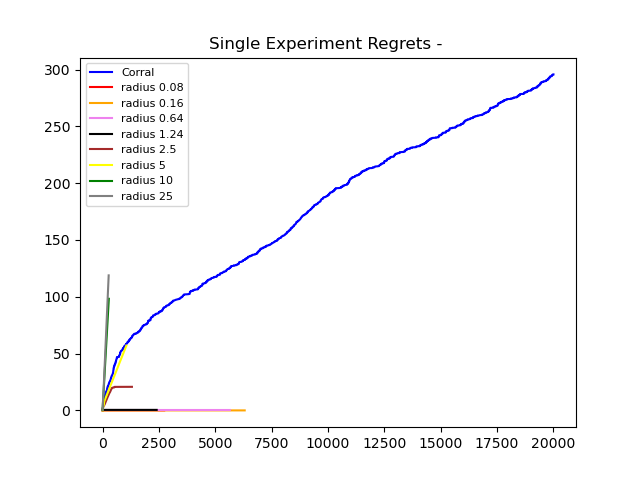 Single Experiment Regrets -
300
250
200
150
100
50
0
Corral
radius 0.08
radius 0.16
radius 0.64
radius 1.24
radius 2.5
radius 5
radius 10
radius 25
0 2500 5000 7500 10000 12500 15000 17500 20000